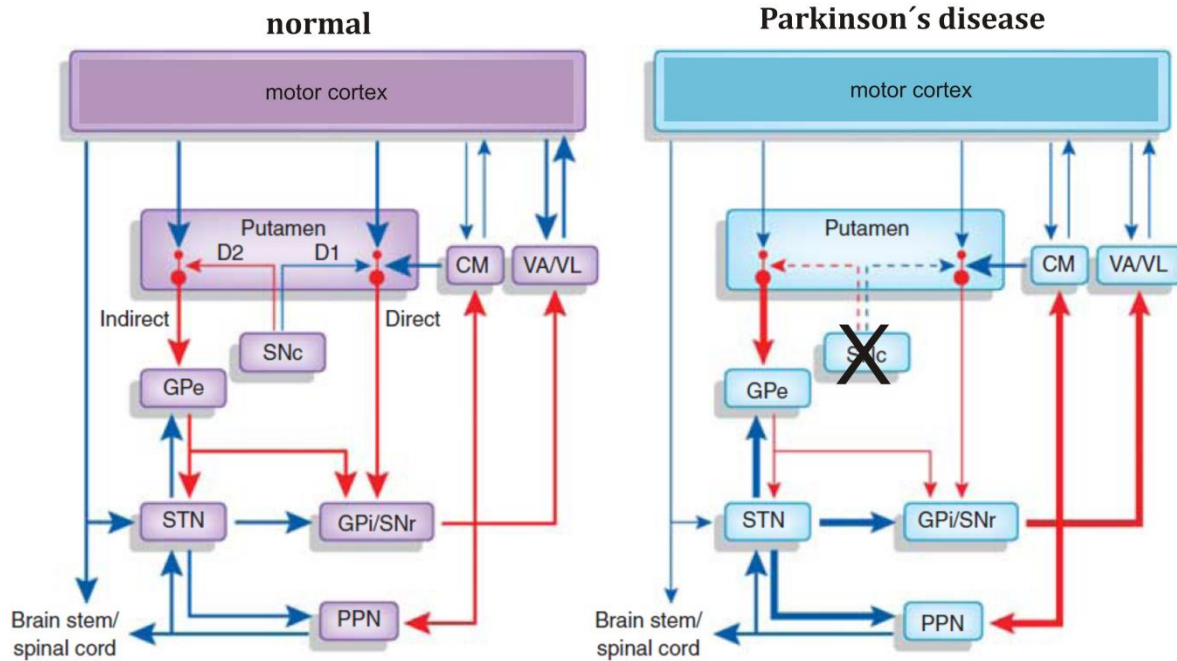 normal
motor cortex
Putamen
D2
D1
CM
VA/VL
Indirect
Direct
SNc
GPe
STN
GPi/SNr
PPN
Brain stem/
spinal cord
Parkinson´s disease
motor cortex
Putamen
CM
VA/VL
SNc
GPe
STN
GPi/SNr
PPN
Brain stem/
spinal cord